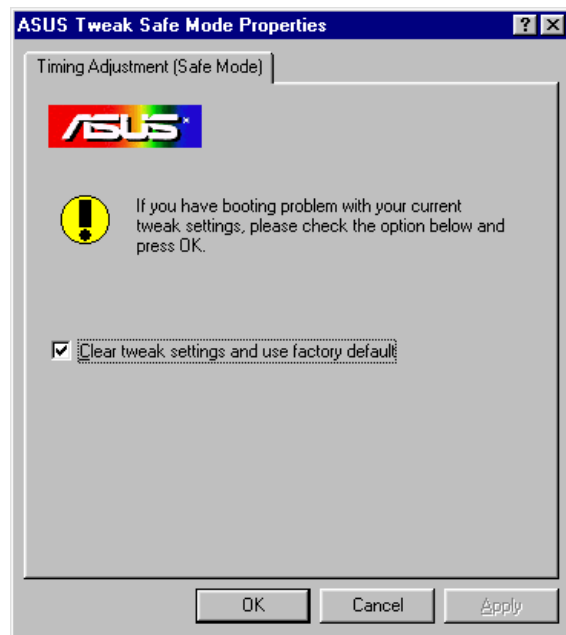 ASUS Tweak Safe Mode Properties
Timing Adjustment (Safe Mode)
ASUS
If you have booting problem with your current
tweak settings, please check the option below and
press OK.
Clear tweak settings and use factory default
OK Cancel Apply